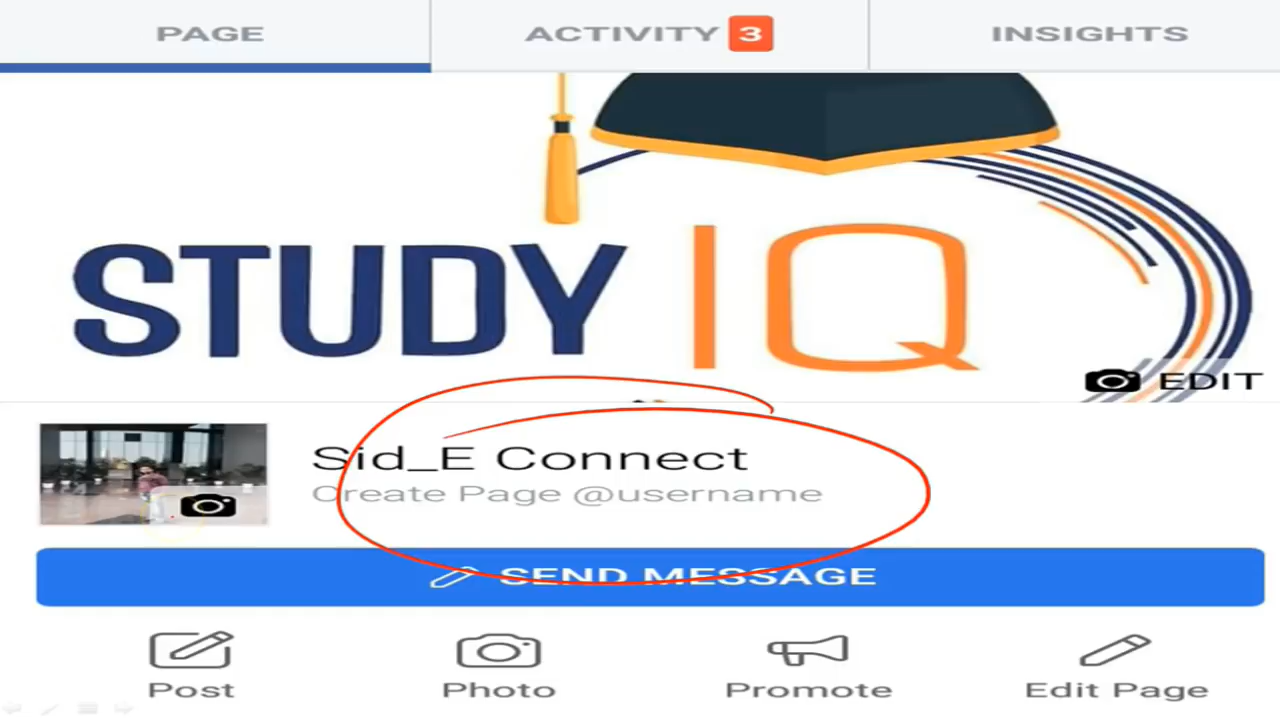 PAGE ACTIVITY 3 INSIGHTS
STUDY IQ
EDIT
Sid_E Connect
Create Page @username
SEND MESSAGE
Post Photo Promote Edit Page